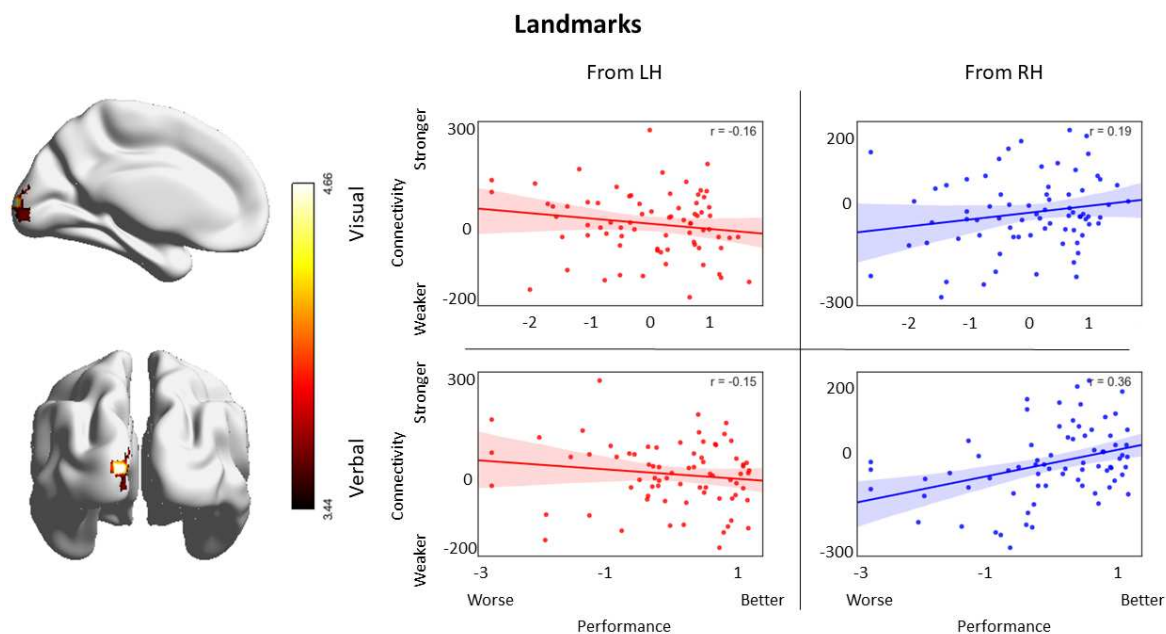 Landmarks
From LH
From RH
4.66
Visual
Verbal
3.44
Stronger
Connectivity
Weaker
300
0
-200
r = -0.16
-2
-1
0
1
200
0
-300
r = 0.19
-2
-1
0
1
Stronger
Connectivity
Weaker
300
0
-200
r = -0.15
-3
-1
1
Worse
Better
Performance
200
0
-300
r = 0.36
-3
-1
1
Worse
Better
Performance